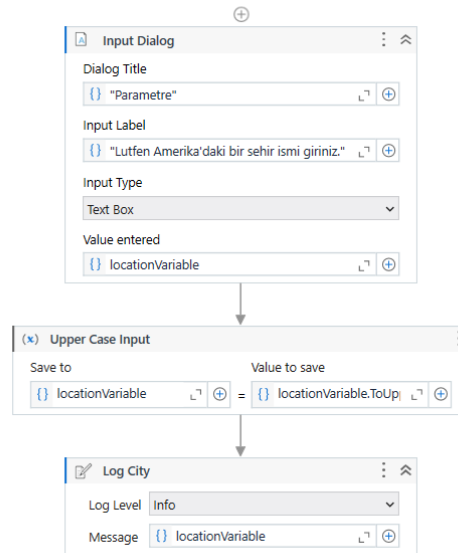 Input Dialog
Dialog Title
"Parametre"
Input Label
"Lutfen Amerika'daki bir sehir ismi giriniz."
Input Type
Text Box
Value entered
locationVariable
(x) Upper Case Input
Save to Value to save
locationVariable = locationVariable.ToUp
Log City
Log Level Info
Message locationVariable